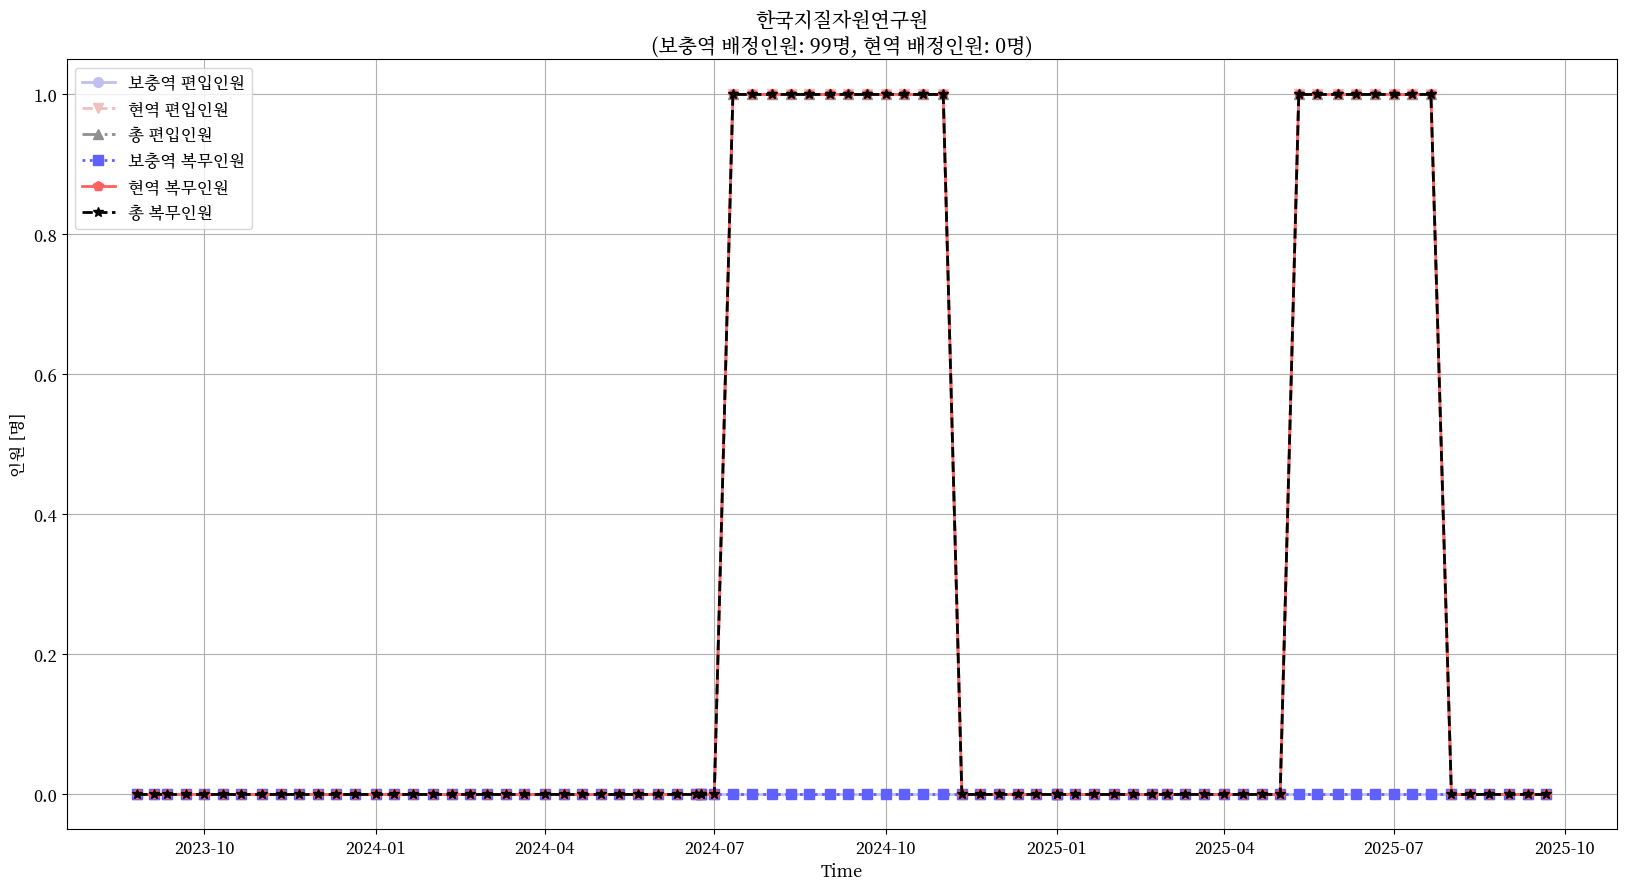 한국지질자원연구원
(보충역 배정인원: 99명, 현역 배정인원: 0명)
보충역 편입인원
현역 편입인원
총 편입인원
보충역 복무인원
현역 복무인원
총 복무인원
1.0
0.8
0.6
0.4
0.2
0.0
인원 [명]
2023-10
2024-01
2024-04
2024-07
2024-10
2025-01
2025-04
2025-07
2025-10
Time